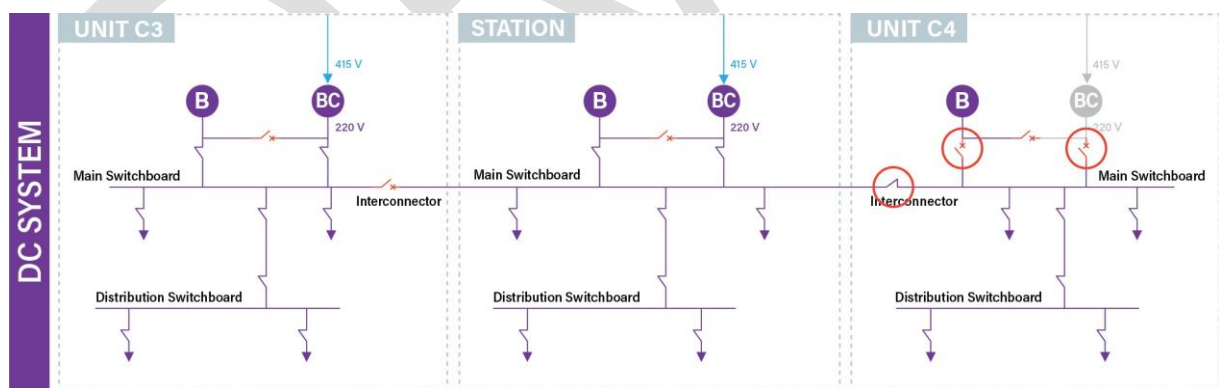 DC SYSTEM
UNIT C3
STATION
UNIT C4
415 V
415 V
415 V
B
BC
B
BC
B
BC
220 V
220 V
220 V
Main Switchboard
Interconnector
Main Switchboard
Interconnector
Main Switchboard
Distribution Switchboard
Distribution Switchboard
Distribution Switchboard